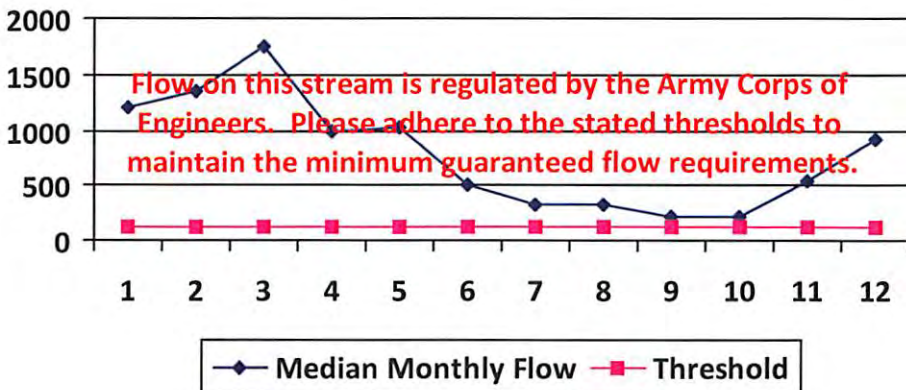 2000
1500
1000
500
0
Flow on this stream is regulated by the Army Corps of
Engineers. Please adhere to the stated thresholds to
maintain the minimum guaranteed flow requirements.
1 2 3 4 5 6 7 8 9 10 11 12
Median Monthly Flow Threshold